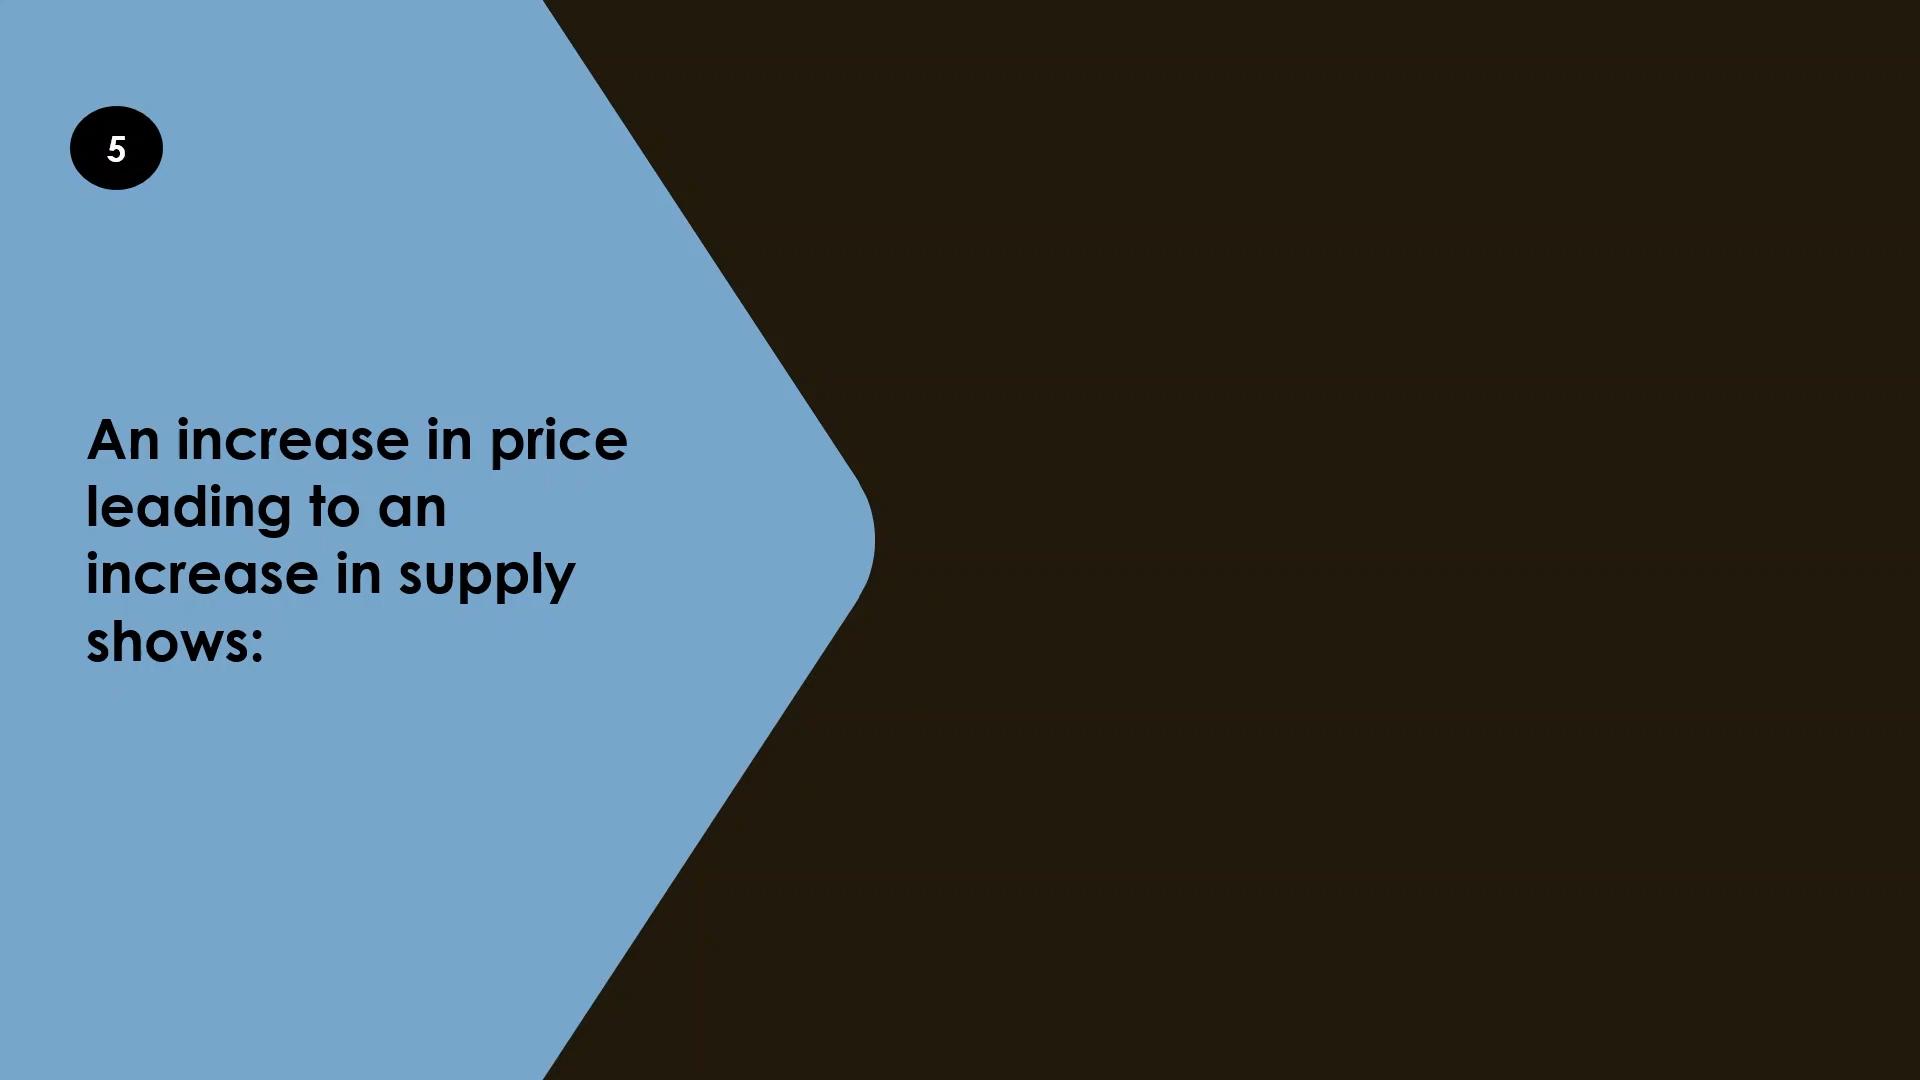 5
An increase in price
leading to an
increase in supply
shows: